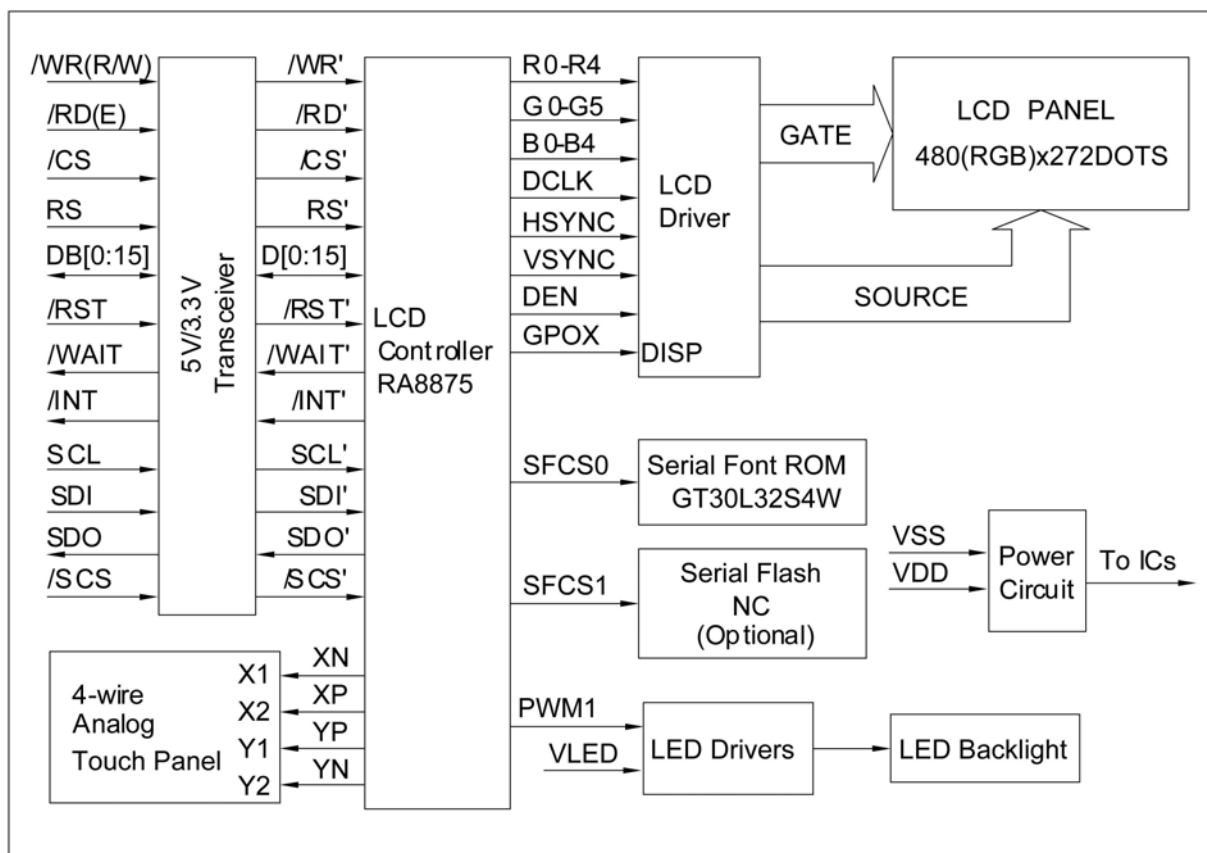 /WR(R/W)
/RD(E)
/CS
RS
DB[0:15]
/RST
/WAIT
/INT
SCL
SDI
SDO
/SCS
5V/3.3V
Transceiver
/WR'
/RD'
/CS'
RS'
D[0:15]
/RST'
/WAIT'
/INT'
SCL'
SDI'
SDO'
/SCS'
LCD
Controller
RA8875
R0-R4
G0-G5
B0-B4
DCLK
HSYNC
VSYNC
DEN
GPOX
LCD
Driver
DISP
GATE
SOURCE
LCD PANEL
480(RGB)x272DOTS
SFCS0
Serial Font ROM
GT30L32S4W
SFCS1
Serial Flash
NC
(Optional)
VSS
VDD
Power
Circuit
To ICs
4-wire
Analog
Touch Panel
X1
X2
Y1
Y2
XN
XP
YP
YN
PWM1
VLED
LED Drivers
LED Backlight